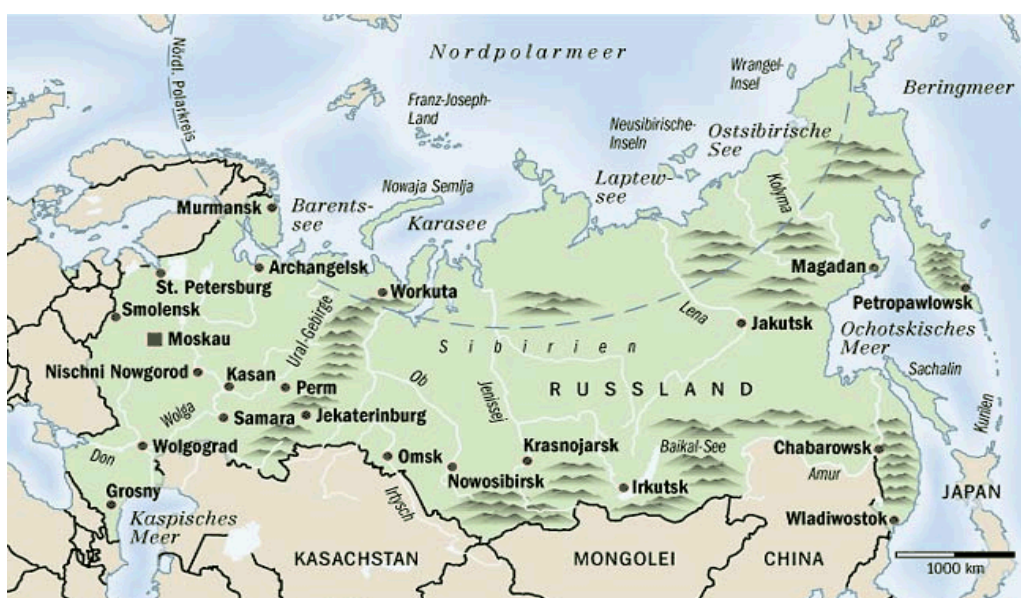 Nordpolarmeer
Nördl. Polarkreis
Franz-Joseph-
Land
Wrangel-
Insel
Beringmeer
Neusibirische-
Inseln
Ostsibirische
See
Laptew-
see
Kolyma
Nowaja Semlja
Barents-
see
Karasee
Murmansk
Archangelsk
St. Petersburg
Workuta
Magadan
Petropawlowsk
Smolensk
Ural-Gebirge
Lena
Jakutsk
Ochotskisches
Meer
Moskau
Sibirien
Sachalin
Nischni Nowgorod
Kasan
Perm
Ob
Jenissej
RUSSLAND
Kurilen
Wolga
Samara
Jekaterinburg
Wolgograd
Don
Omsk
Krasnojarsk
Baikal-See
Chabarowsk
Amur
Nowosibirsk
Irkutsk
Irtysch
Grosny
Kaspisches
Meer
JAPAN
Wladiwostok
KASACHSTAN
MONGOLEI
CHINA
1000 km